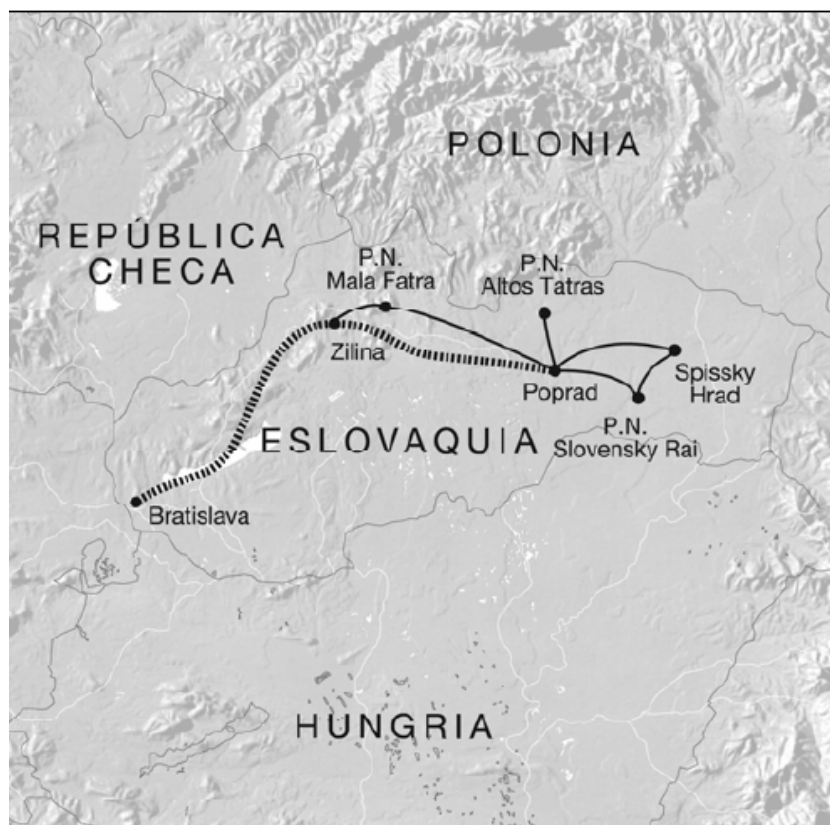 POLONIA
REPÚBLICA
CHECA
P.N.
Mala Fatra
P.N.
Altos Tatras
Zilina
Poprad
Spissky
Hrad
P.N.
Slovensky Rai
ESLOVAQUIA
Bratislava
HUNGRIA